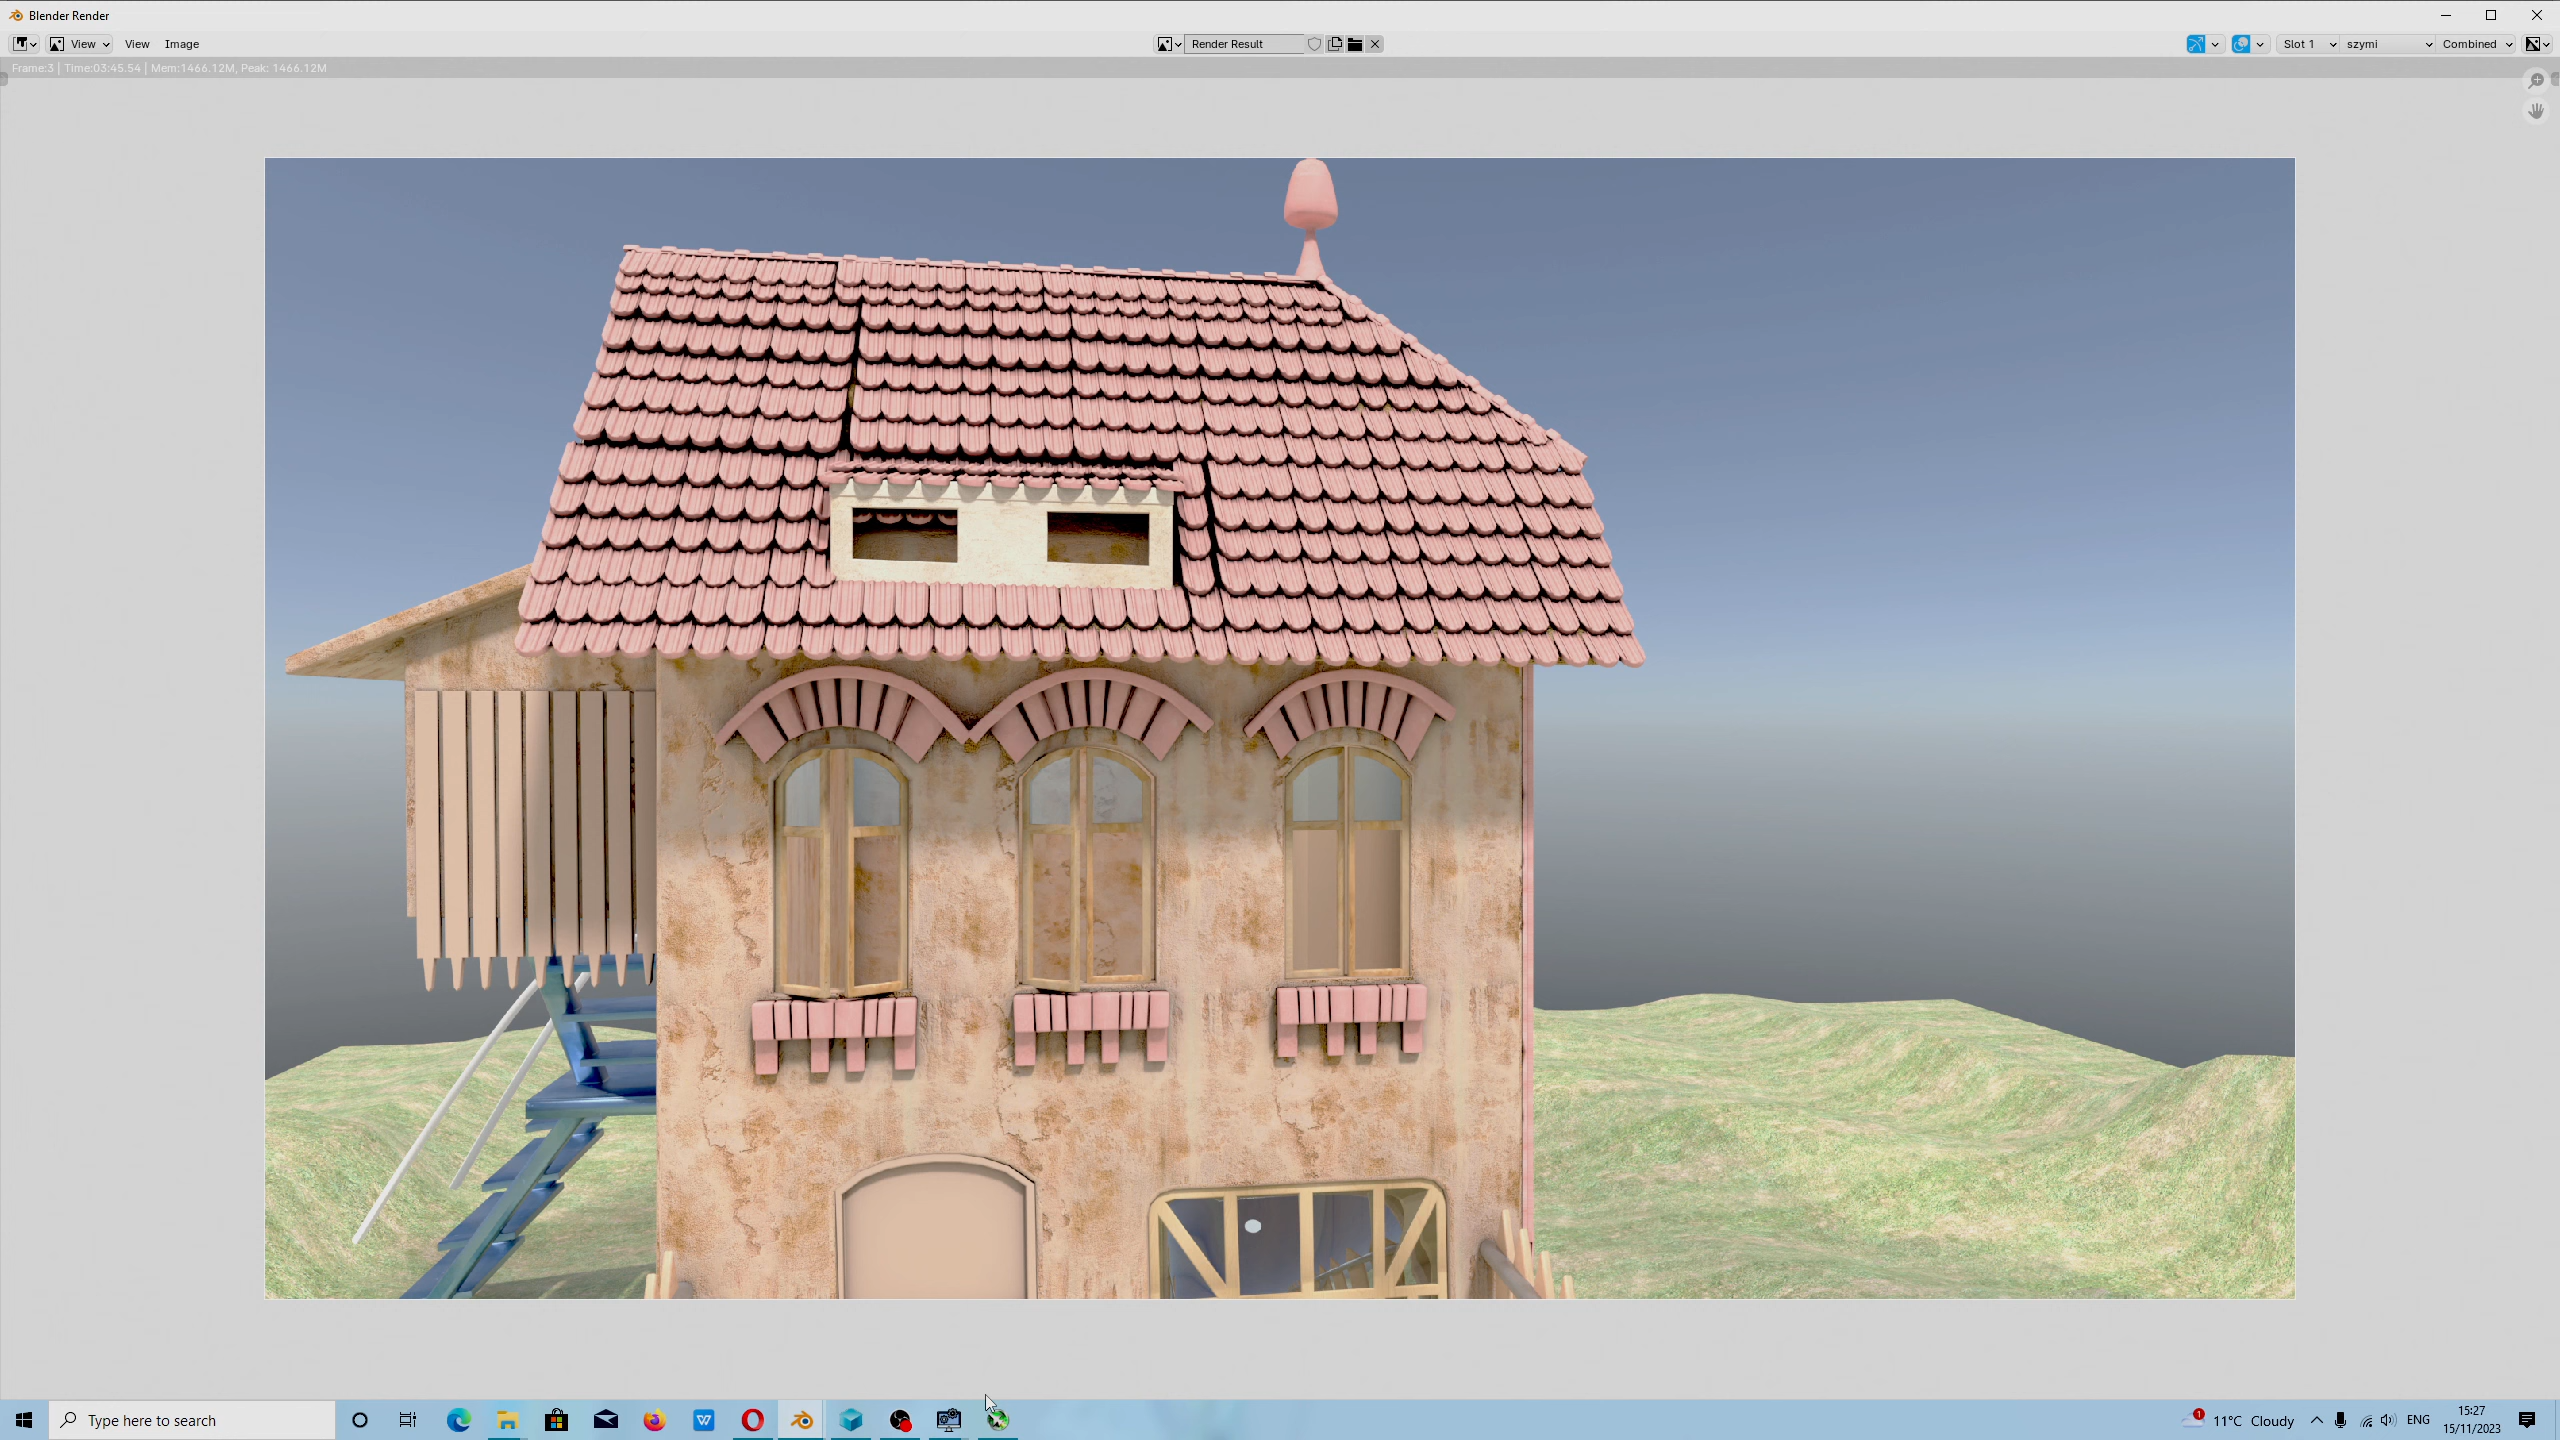 Blender Render
View View Image Render Result Slot 1 szymi Combined
Frame:3 | Time:03:45.54 | Mem:1466.12M, Peak: 1466.12M
Type here to search
1 11°C Cloudy ENG
15:27
15/11/2023